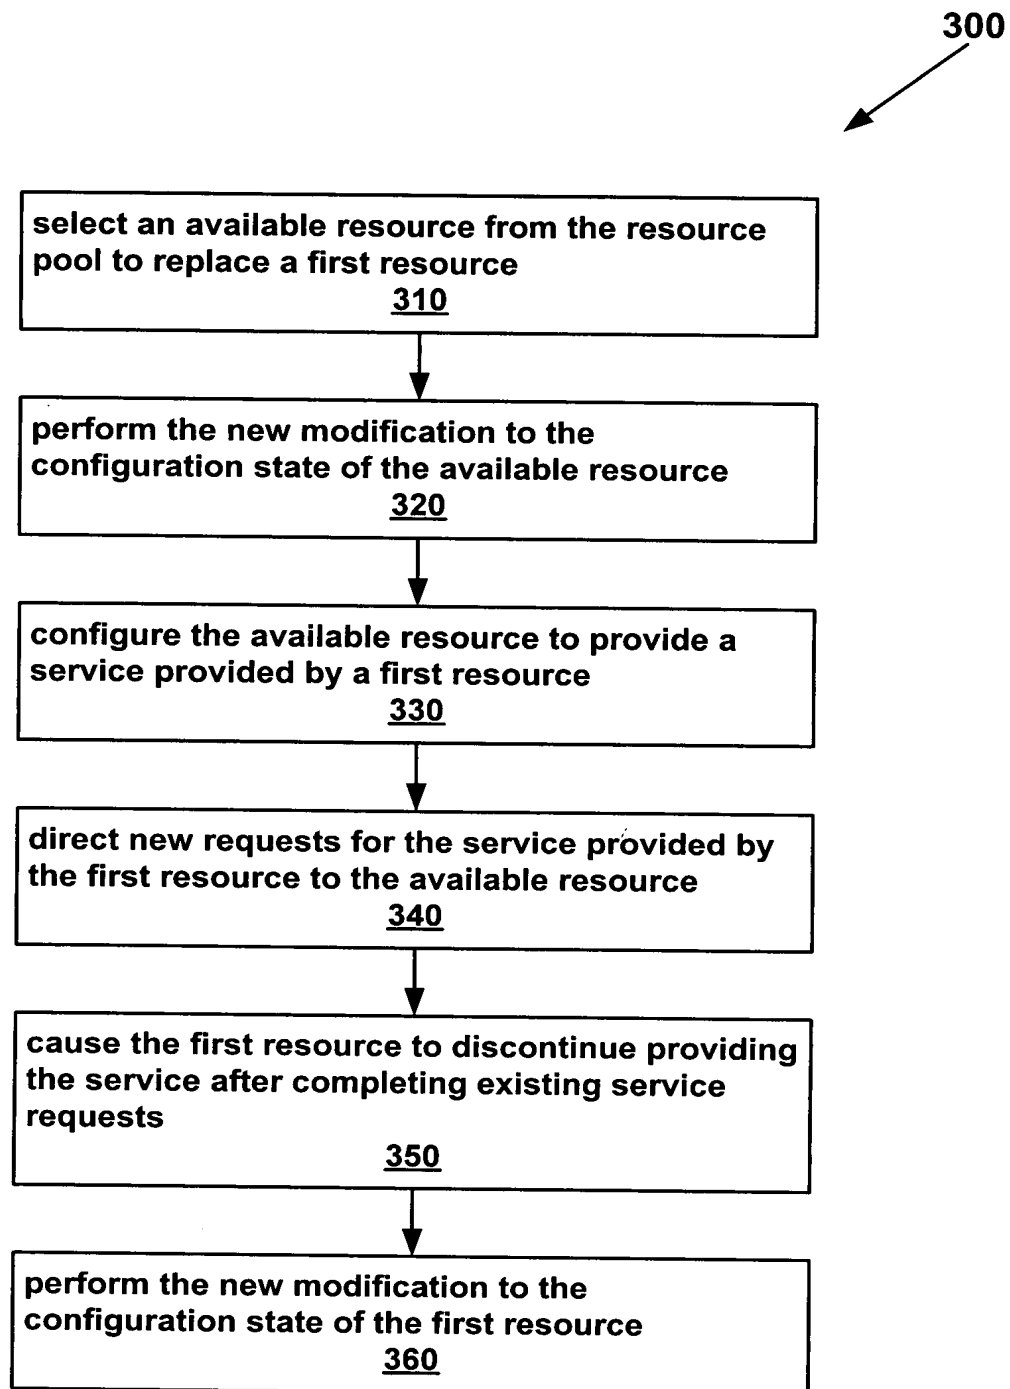 300
select an available resource from the resource
pool to replace a first resource
310
perform the new modification to the
configuration state of the available resource
320
configure the available resource to provide a
service provided by a first resource
330
direct new requests for the service provided by
the first resource to the available resource
340
cause the first resource to discontinue providing
the service after completing existing service
requests
350
perform the new modification to the
configuration state of the first resource
360